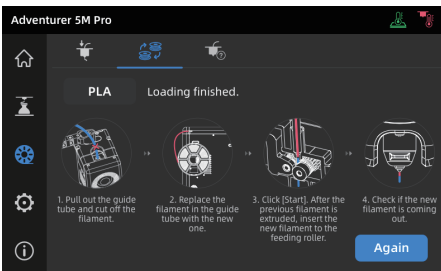 Adventurer 5M Pro
PLA
Loading finished.
1. Pull out the guide
tube and cut off the
filament.
2. Replace the
filament in the guide
tube with the new
one.
3. Click [Start]. After the
previous filament is
extruded, insert the
new filament to the
feeding roller.
4. Check if the new
filament is coming
out.
Again